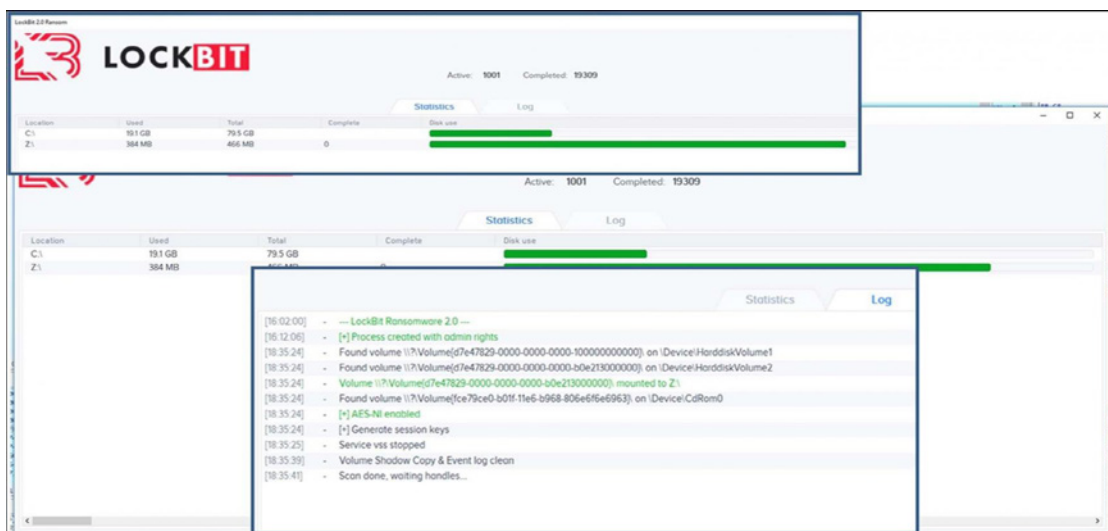 LockBit 2.0 Ransom
LOCKBIT
Active: 1001 Completed: 19309
Statistics Log
Location Used Total Complete Disk use
C:\ 19.1 GB 79.5 GB
Z:\ 384 MB 466 MB 0
Active: 1001 Completed: 19309
Statistics Log
Location Used Total Complete Disk use
C:\ 19.1 GB 79.5 GB
Z:\ 384 MB 466 MB 0
Statistics Log
[16:02:00] - --- LockBit Ransomware 2.0 ---
[16:12:06] - [+] Process created with admin rights
[18:35:24] - Found volume \\?\Volume{d7e47829-0000-0000-0000-100000000000}\ on \Device\HarddiskVolume1
[18:35:24] - Found volume \\?\Volume{d7e47829-0000-0000-0000-b0e213000000}\ on \Device\HarddiskVolume2
[18:35:24] - Volume \\?\Volume{d7e47829-0000-0000-0000-b0e213000000}\ mounted to Z:\
[18:35:24] - Found volume \\?\Volume{fce79ce0-b01f-11e6-b968-806e6f6e6963}\ on \Device\CdRom0
[18:35:24] - [+] AES-NI enabled
[18:35:24] - [+] Generate session keys
[18:35:25] - Service vss stopped
[18:35:39] - Volume Shadow Copy & Event log clean
[18:35:41] - Scan done, waiting handles...